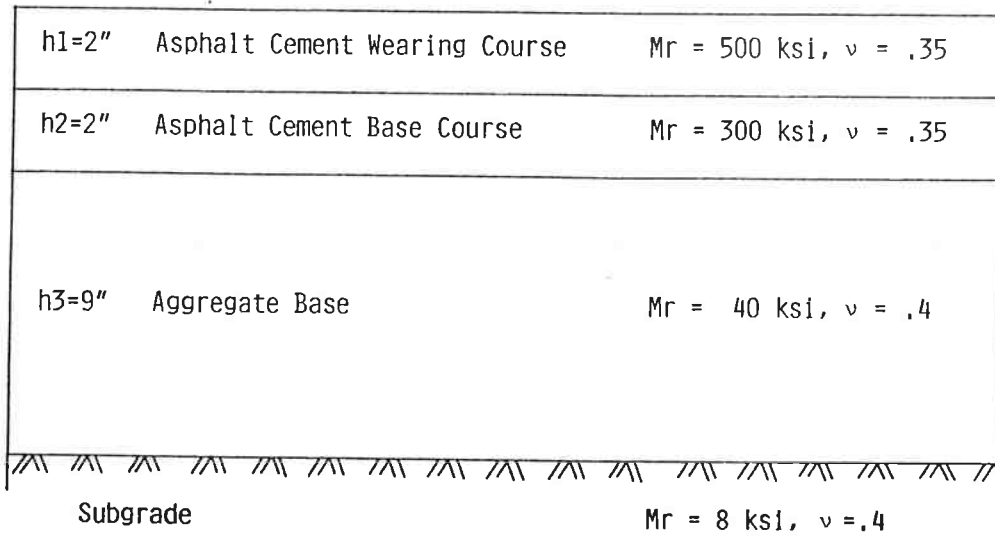 h1=2" Asphalt Cement Wearing Course Mr = 500 ksi, ν = .35
h2=2" Asphalt Cement Base Course Mr = 300 ksi, ν = .35
h3=9" Aggregate Base Mr = 40 ksi, ν = .4
Subgrade Mr = 8 ksi, ν =.4